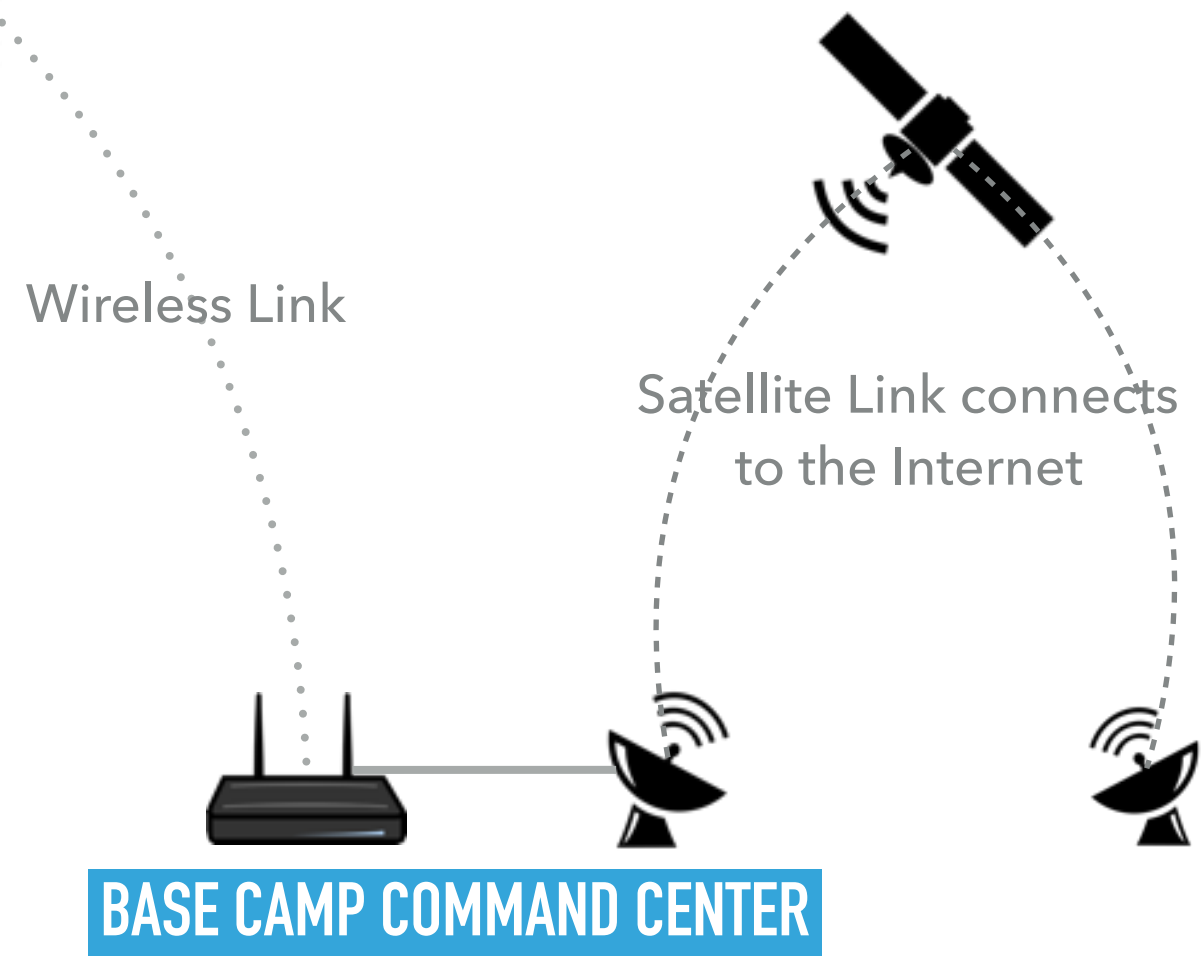 Wireless Link
Satellite Link connects
to the Internet
BASE CAMP COMMAND CENTER